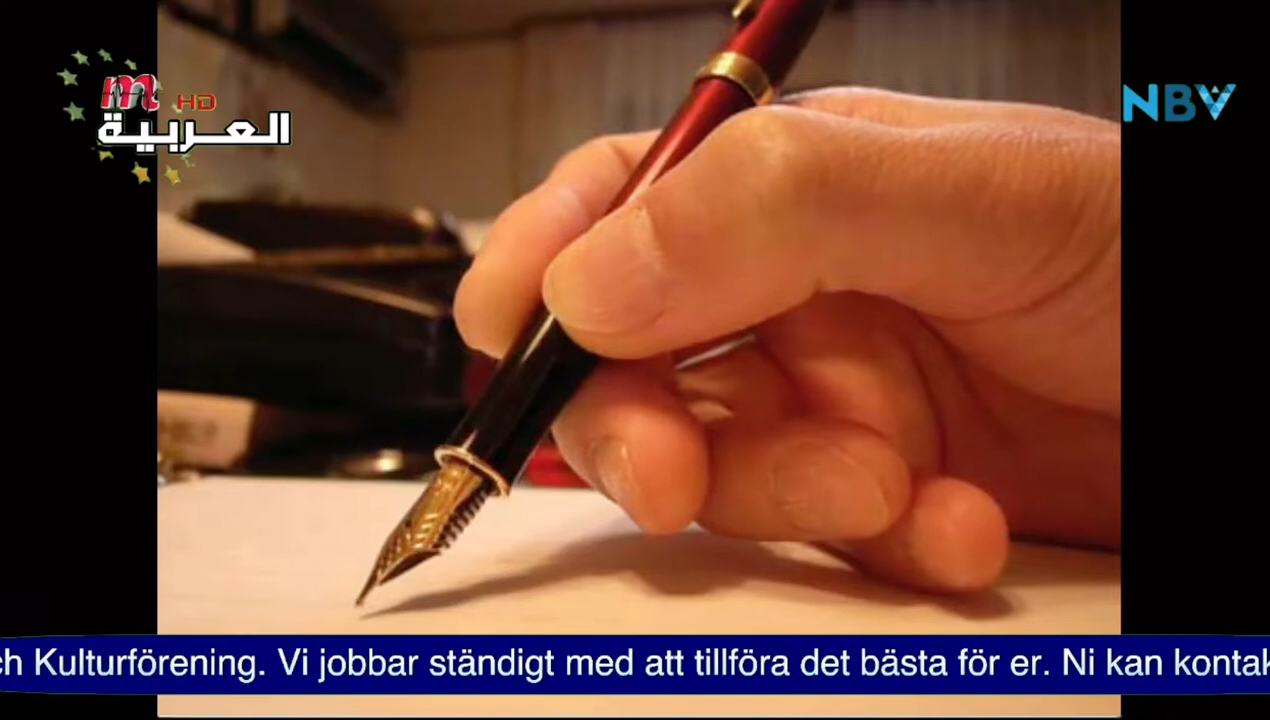 m HD
العربية
NBV
ch Kulturförening. Vi jobbar ständigt med att tillföra det bästa för er. Ni kan kontak